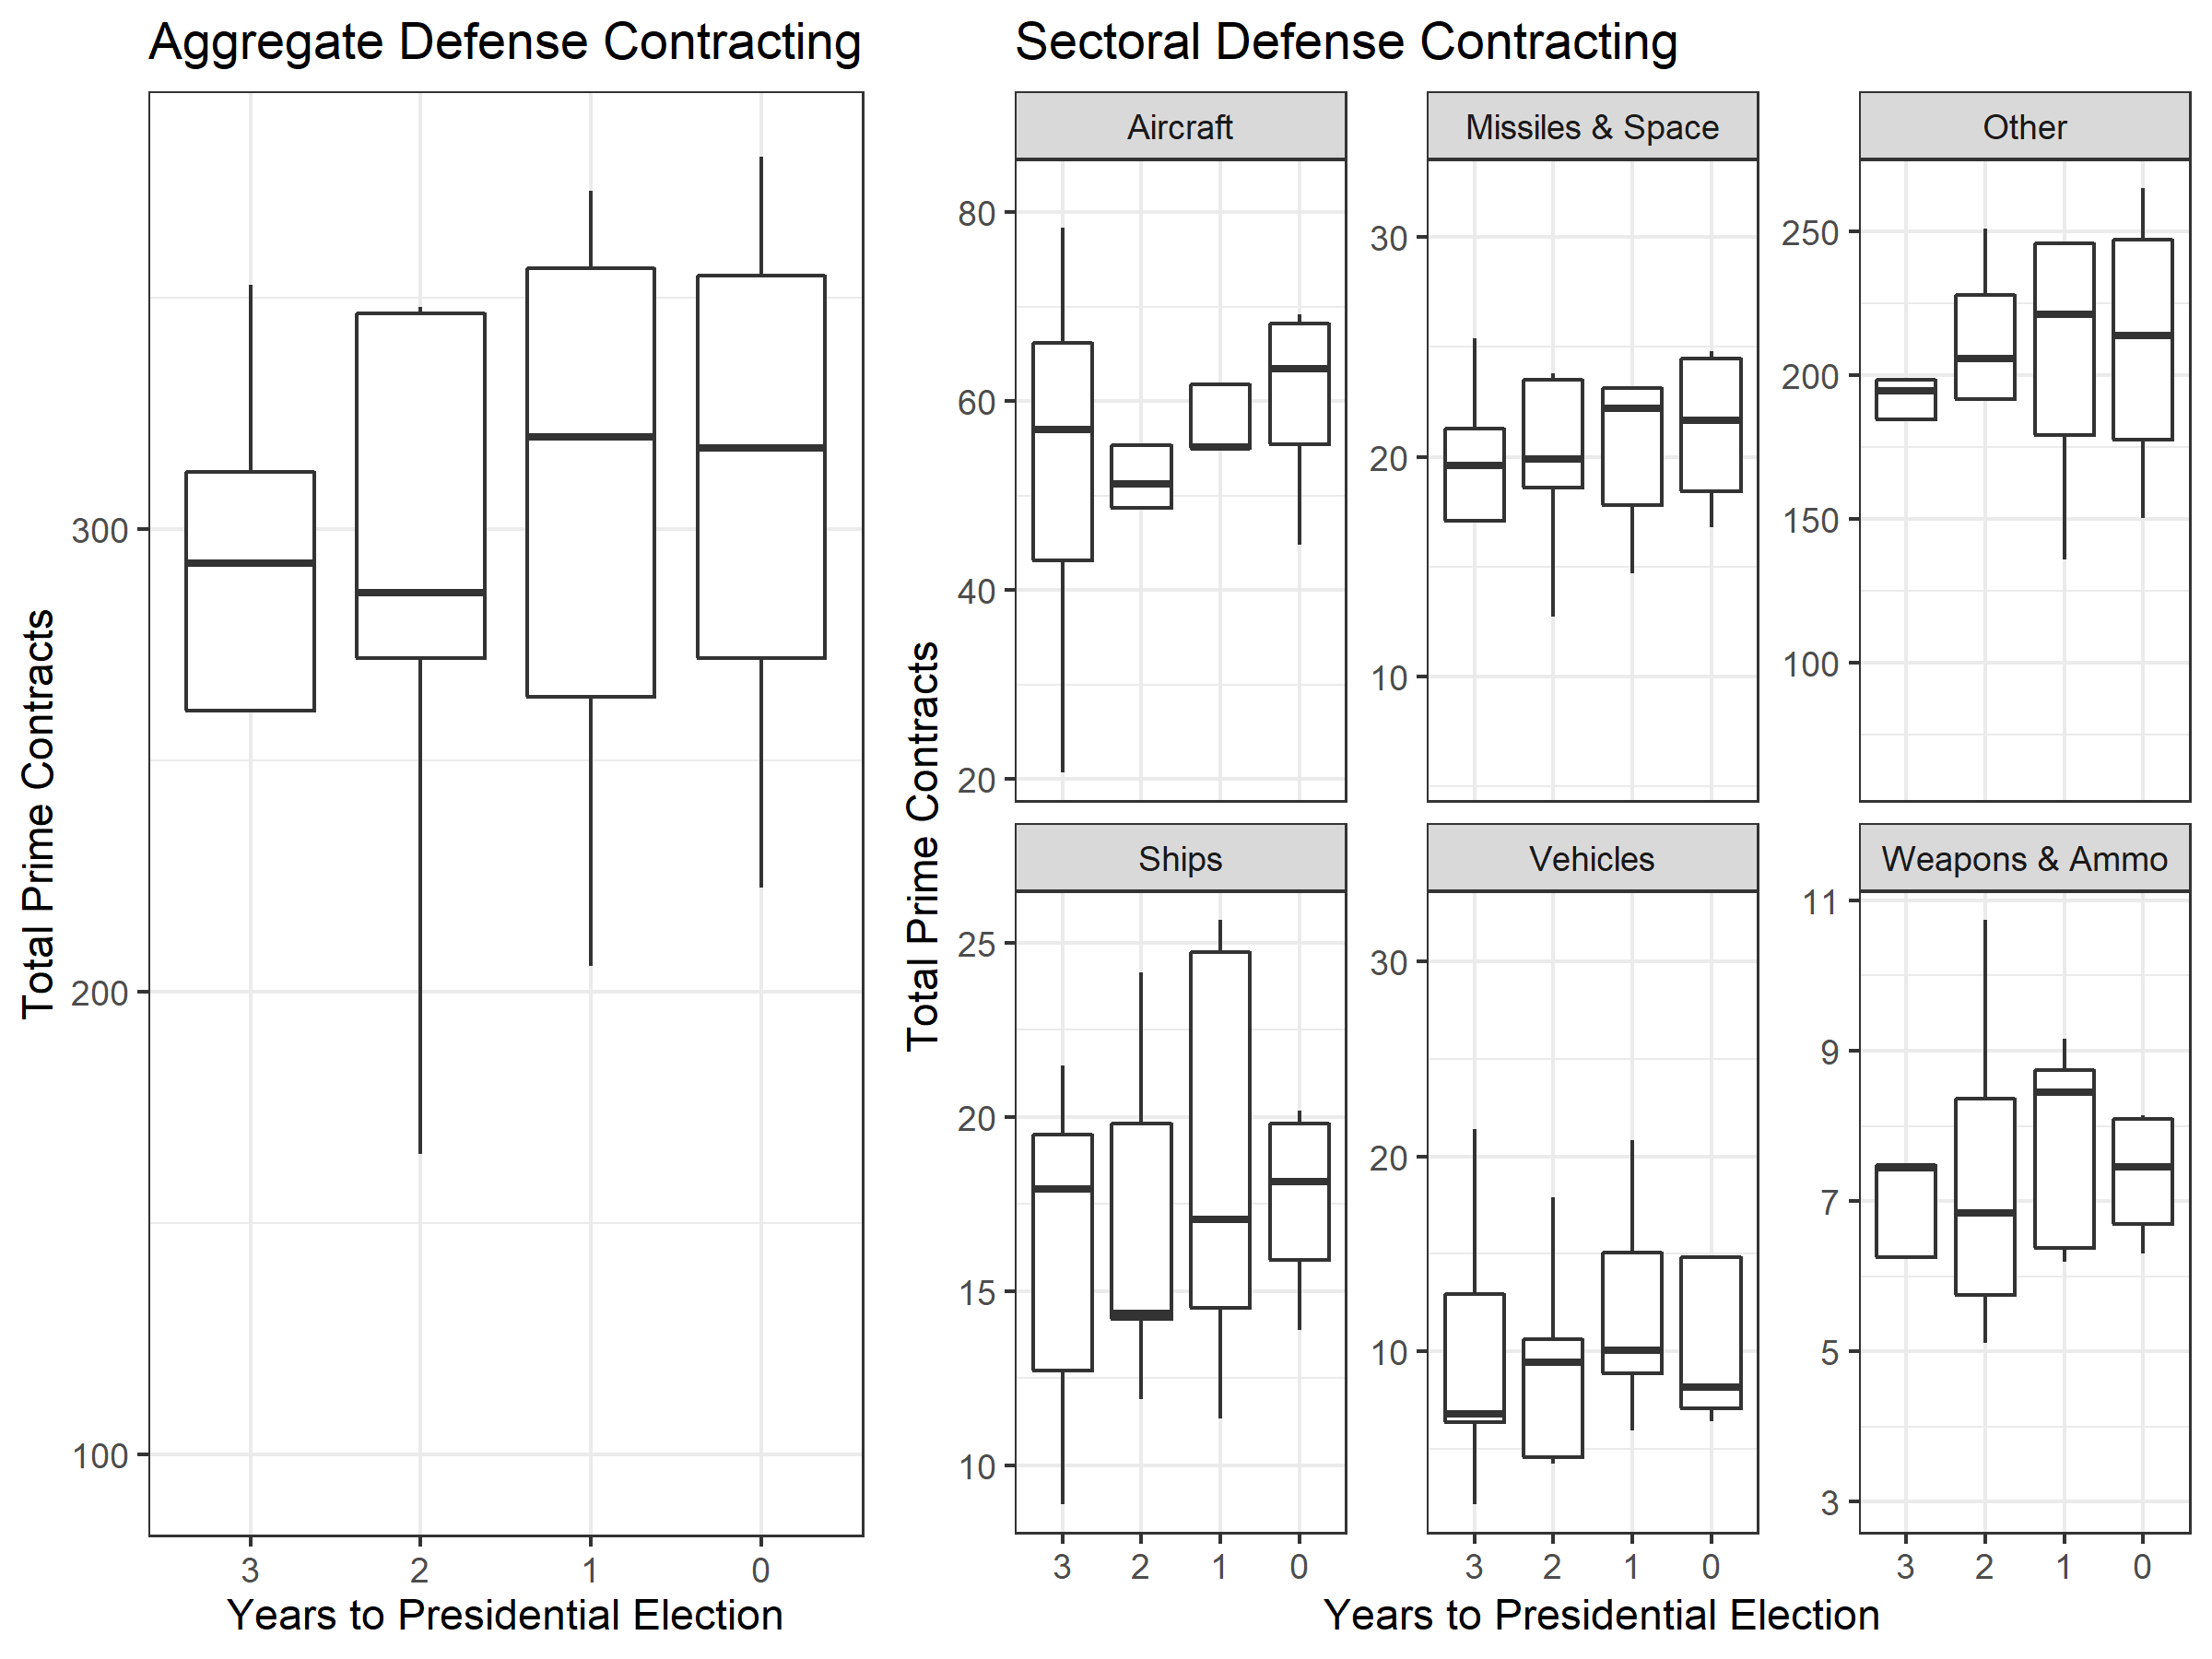 Aggregate Defense Contracting
Total Prime Contracts
300
200
100
3 2 1 0
Years to Presidential Election
Sectoral Defense Contracting
Total Prime Contracts
Aircraft
80
60
40
20
Missiles & Space
30
20
10
Other
250
200
150
100
Ships
25
20
15
10
3 2 1 0
Vehicles
30
20
10
3 2 1 0
Weapons & Ammo
11
9
7
5
3
3 2 1 0
Years to Presidential Election